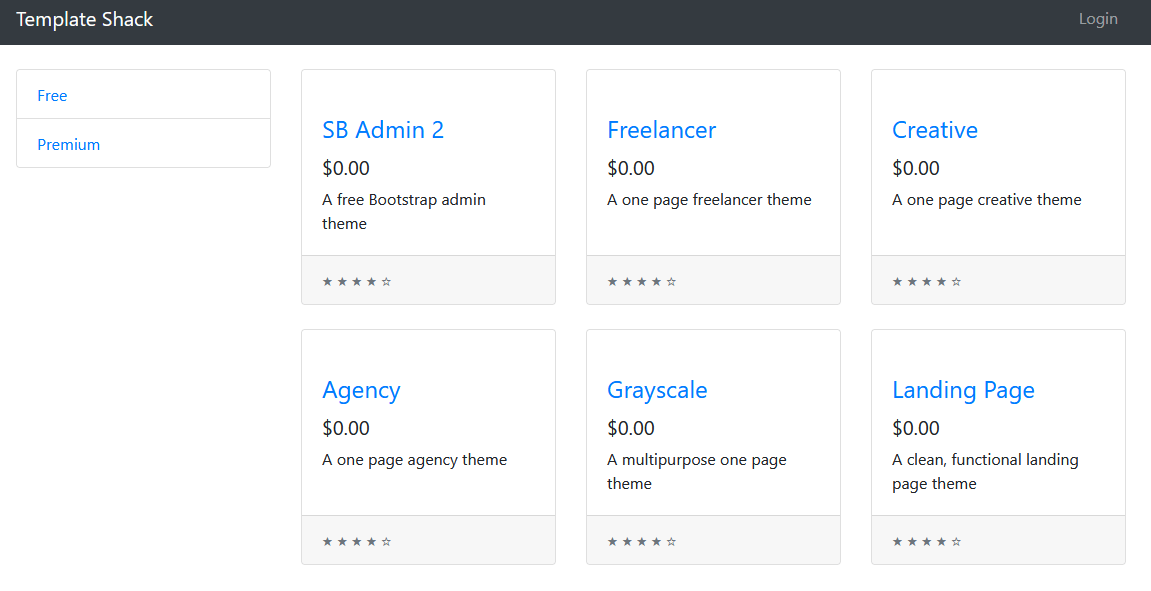 Template Shack
Login
Free
Premium
SB Admin 2
$0.00
A free Bootstrap admin
theme
★ ★ ★ ★ ☆
Freelancer
$0.00
A one page freelancer theme
★ ★ ★ ★ ☆
Creative
$0.00
A one page creative theme
★ ★ ★ ★ ☆
Agency
$0.00
A one page agency theme
★ ★ ★ ★ ☆
Grayscale
$0.00
A multipurpose one page
theme
★ ★ ★ ★ ☆
Landing Page
$0.00
A clean, functional landing
page theme
★ ★ ★ ★ ☆